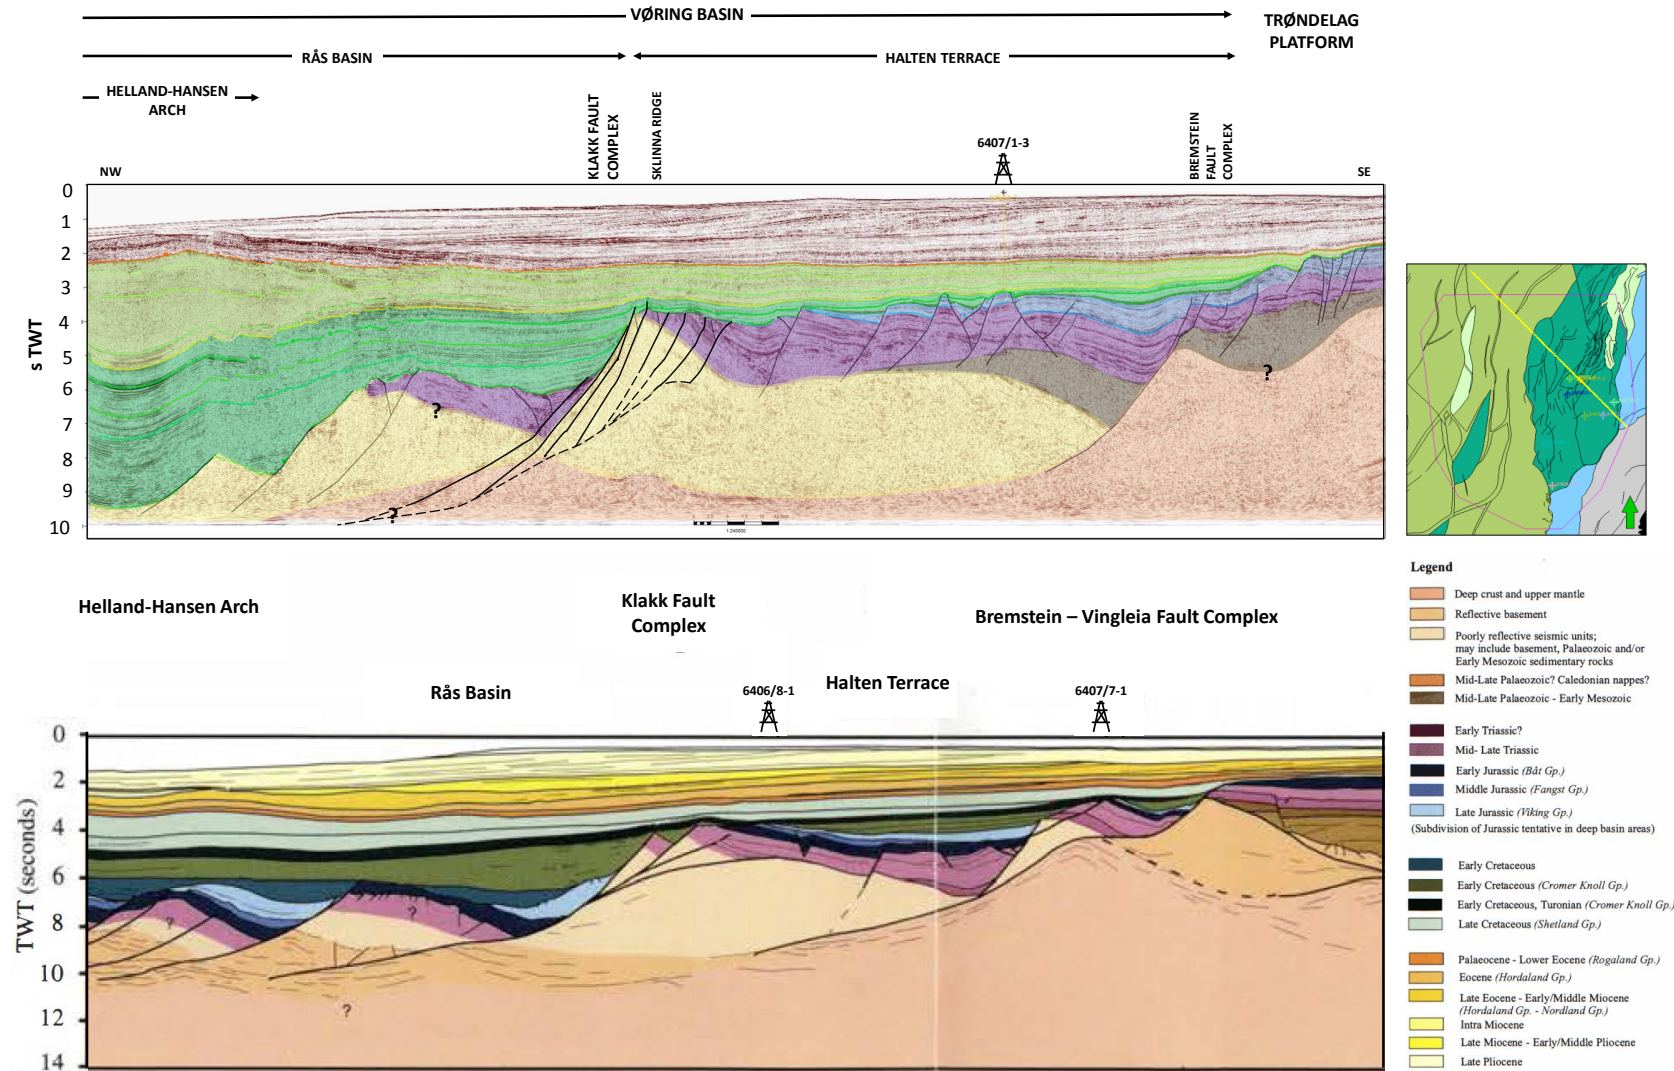 VØRING BASIN
TRØNDELAG
PLATFORM
RÅS BASIN
HALTEN TERRACE
HELLAND-HANSEN
ARCH
KLAKK FAULT
COMPLEX
SKLINNA RIDGE
6407/1-3
BREMSTEIN
FAULT
COMPLEX
NW
SE
s TWT
0
1
2
3
4
5
6
7
8
9
10
?
?
?
1:240000
Helland-Hansen Arch
Klakk Fault
Complex
Bremstein – Vingleia Fault Complex
Rås Basin
6406/8-1
Halten Terrace
6407/7-1
TWT (seconds)
0
2
4
6
8
10
12
14
?
?
?
Legend
Deep crust and upper mantle
Reflective basement
Poorly reflective seismic units;
may include basement, Palaeozoic and/or
Early Mesozoic sedimentary rocks
Mid-Late Palaeozoic? Caledonian nappes?
Mid-Late Palaeozoic - Early Mesozoic
Early Triassic?
Mid- Late Triassic
Early Jurassic (Båt Gp.)
Middle Jurassic (Fangst Gp.)
Late Jurassic (Viking Gp.)
(Subdivision of Jurassic tentative in deep basin areas)
Early Cretaceous
Early Cretaceous (Cromer Knoll Gp.)
Early Cretaceous, Turonian (Cromer Knoll Gp.)
Late Cretaceous (Shetland Gp.)
Palaeocene - Lower Eocene (Rogaland Gp.)
Eocene (Hordaland Gp.)
Late Eocene - Early/Middle Miocene
(Hordaland Gp. - Nordland Gp.)
Intra Miocene
Late Miocene - Early/Middle Pliocene
Late Pliocene